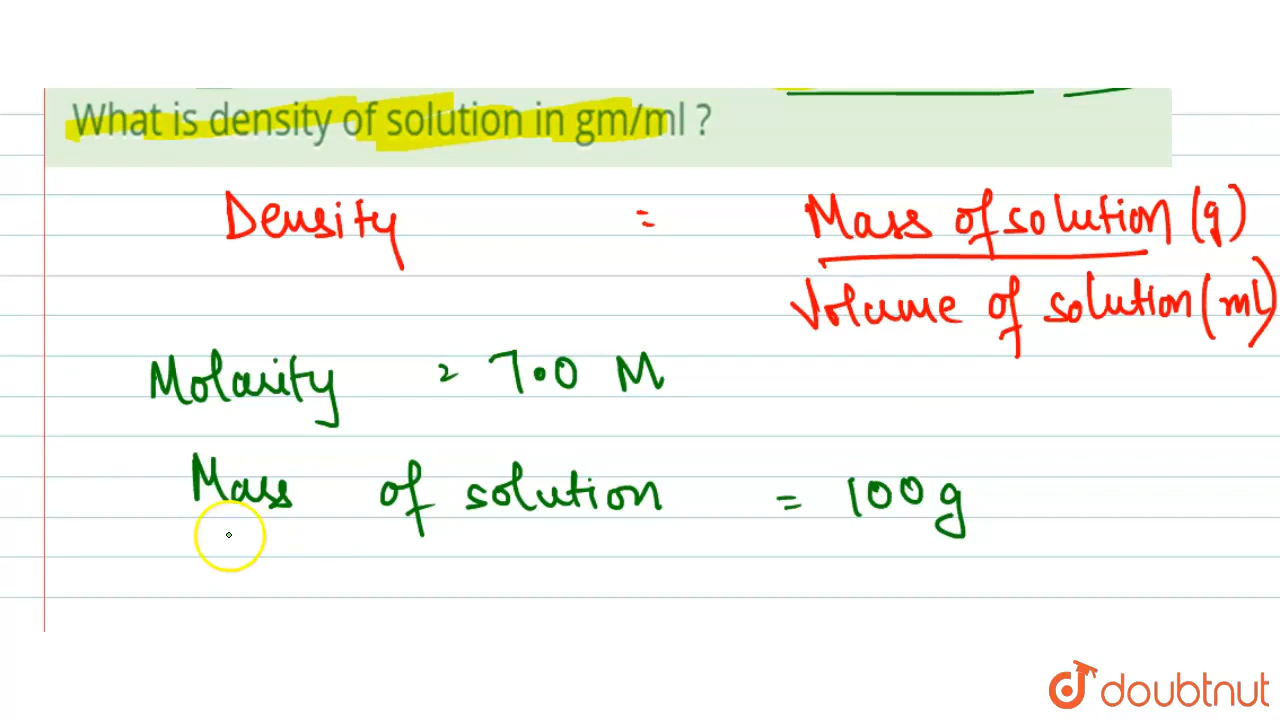 What is density of solution in gm/ml ?
Density = Mass of solution (g)
Volume of solution (ml)
Molarity = 7.0 M
Mass of solution = 100 g
doubtnut